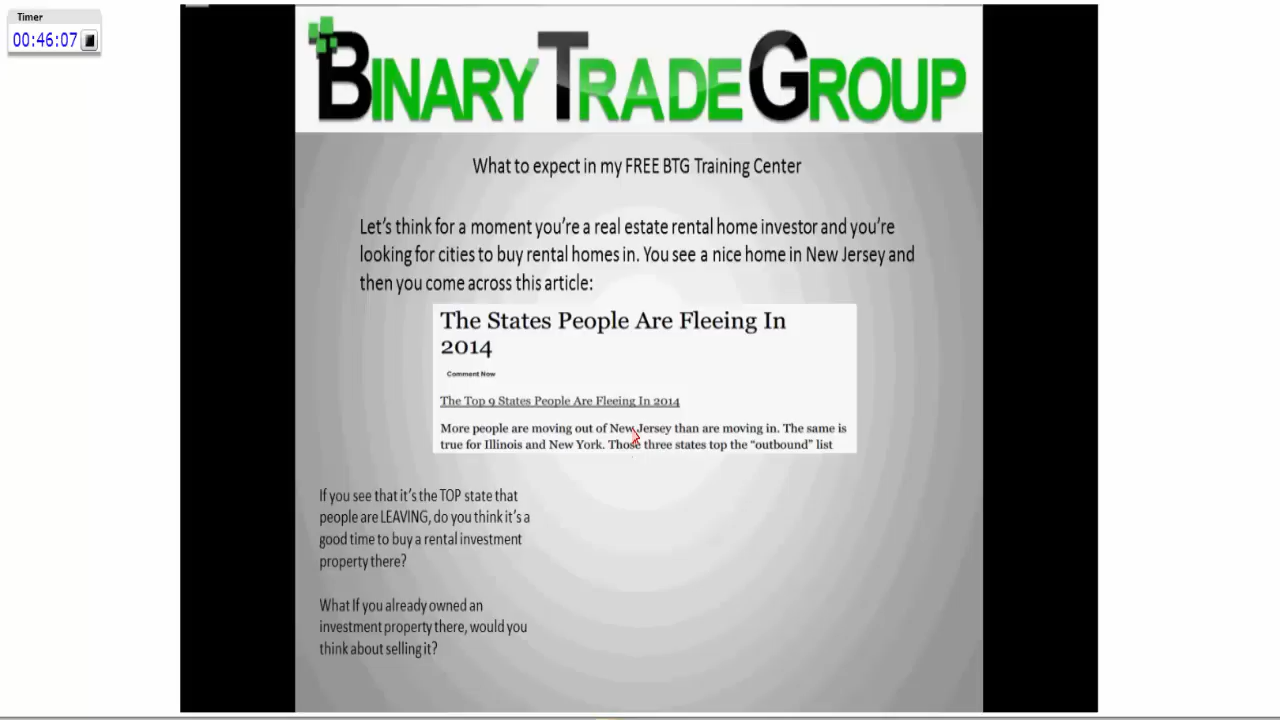 Timer
00:46:07
BINARY TRADE GROUP
What to expect in my FREE BTG Training Center
Let's think for a moment you're a real estate rental home investor and you're
looking for cities to buy rental homes in. You see a nice home in New Jersey and
then you come across this article:
The States People Are Fleeing In
2014
Comment Now
The Top 9 States People Are Fleeing In 2014
More people are moving out of New Jersey than are moving in. The same is
true for Illinois and New York. Those three states top the “outbound” list
If you see that it's the TOP state that
people are LEAVING, do you think it's a
good time to buy a rental investment
property there?
What If you already owned an
investment property there, would you
think about selling it?